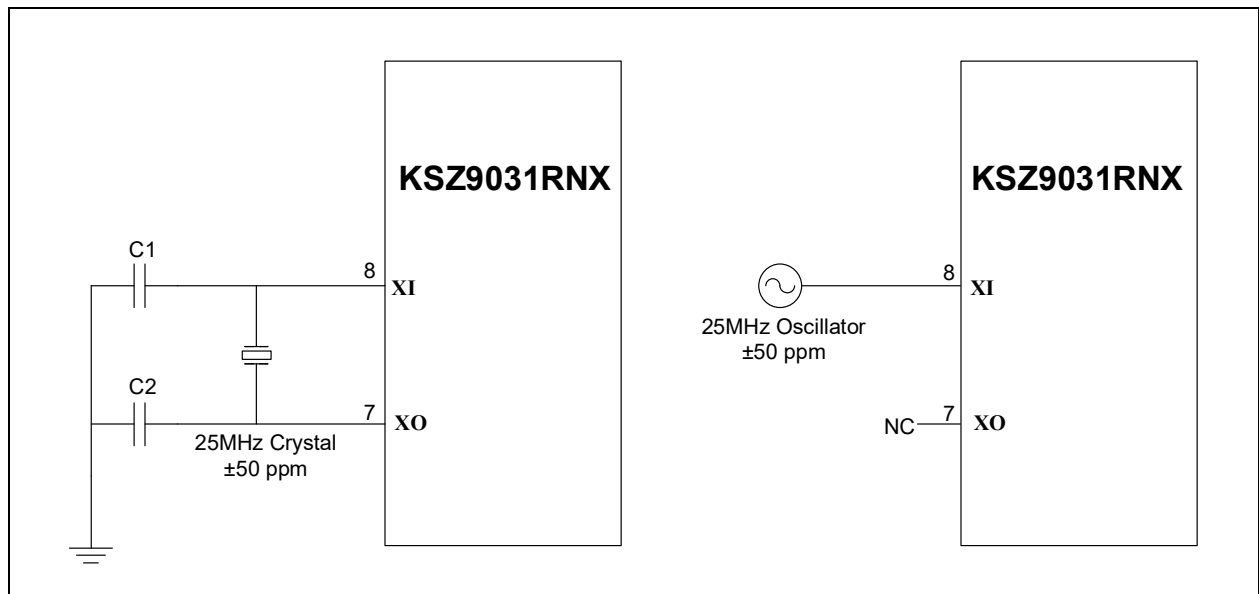 KSZ9031RNX
C1
8
XI
C2
7
XO
25MHz Crystal
±50 ppm
KSZ9031RNX
8
XI
25MHz Oscillator
±50 ppm
7
NC
XO